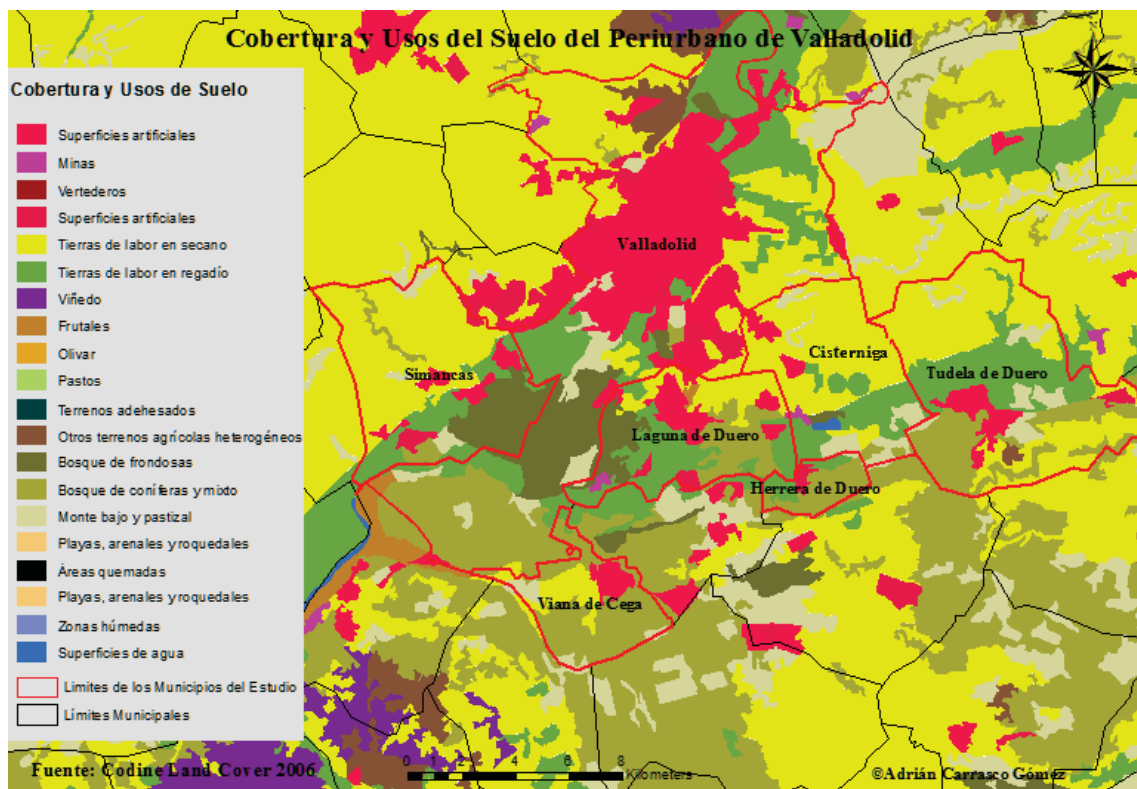 Cobertura y Usos del Suelo del Periurbano de Valladolid
Cobertura y Usos de Suelo
Superficies artificiales
Minas
Vertederos
Superficies artificiales
Tierras de labor en secano
Tierras de labor en regadío
Viñedo
Frutales
Olivar
Pastos
Terrenos adehesados
Otros terrenos agrícolas heterogéneos
Bosque de frondosas
Bosque de coníferas y mixto
Monte bajo y pastizal
Playas, arenales y roquedales
Àreas quemadas
Playas, arenales y roquedales
Zonas húmedas
Superficies de agua
Limites de los Municipios del Estudio
Límites Municipales
Fuente: Codine Land Cover 2006
Valladolid
Cisterniga
Simancas
Tudela de Duero
Laguna de Duero
Herrera de Duero
Viana de Cega
0 2 4 6 8
Kilometers
©Adrián Carrasco Gómez